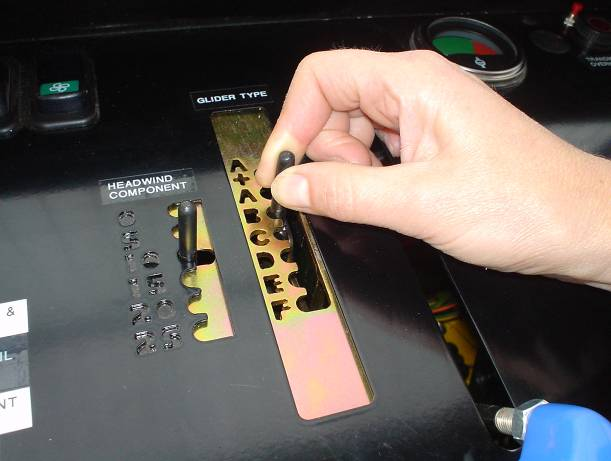 GLIDER TYPE
A+
A
B
C
D
E
F
HEADWIND
COMPONENT
0
5
10
15
20
25
&